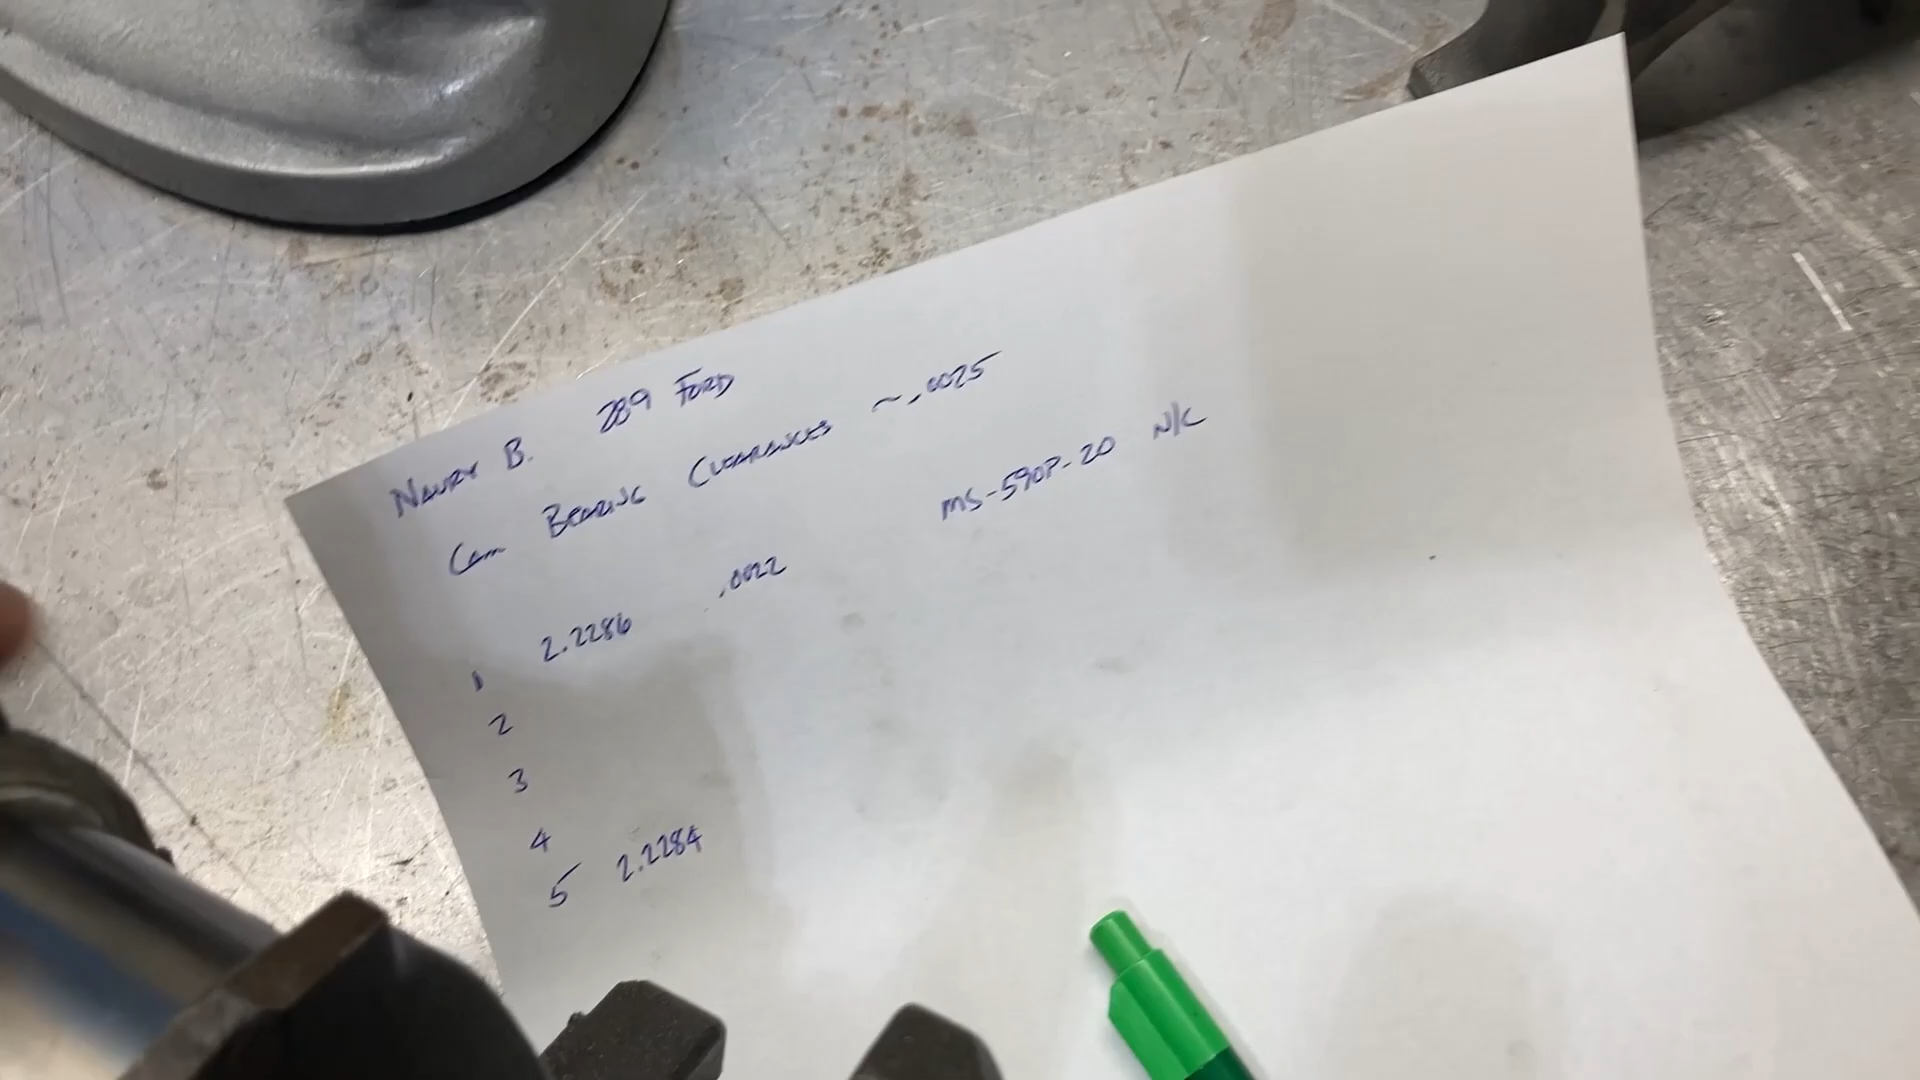 B. 289 FORD
Cam BEARING CLEARANCES ~.0025
MS-590P-20 N/C
.0022
1 2.2286
2
3
4
5 2.2284